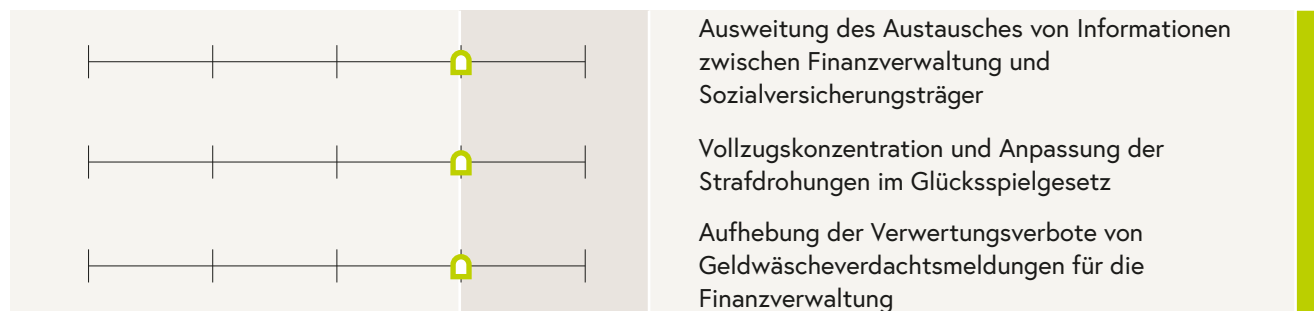 Ausweitung des Austausches von Informationen
zwischen Finanzverwaltung und
Sozialversicherungsträger
Vollzugskonzentration und Anpassung der
Strafdrohungen im Glücksspielgesetz
Aufhebung der Verwertungsverbote von
Geldwäscheverdachtsmeldungen für die
Finanzverwaltung